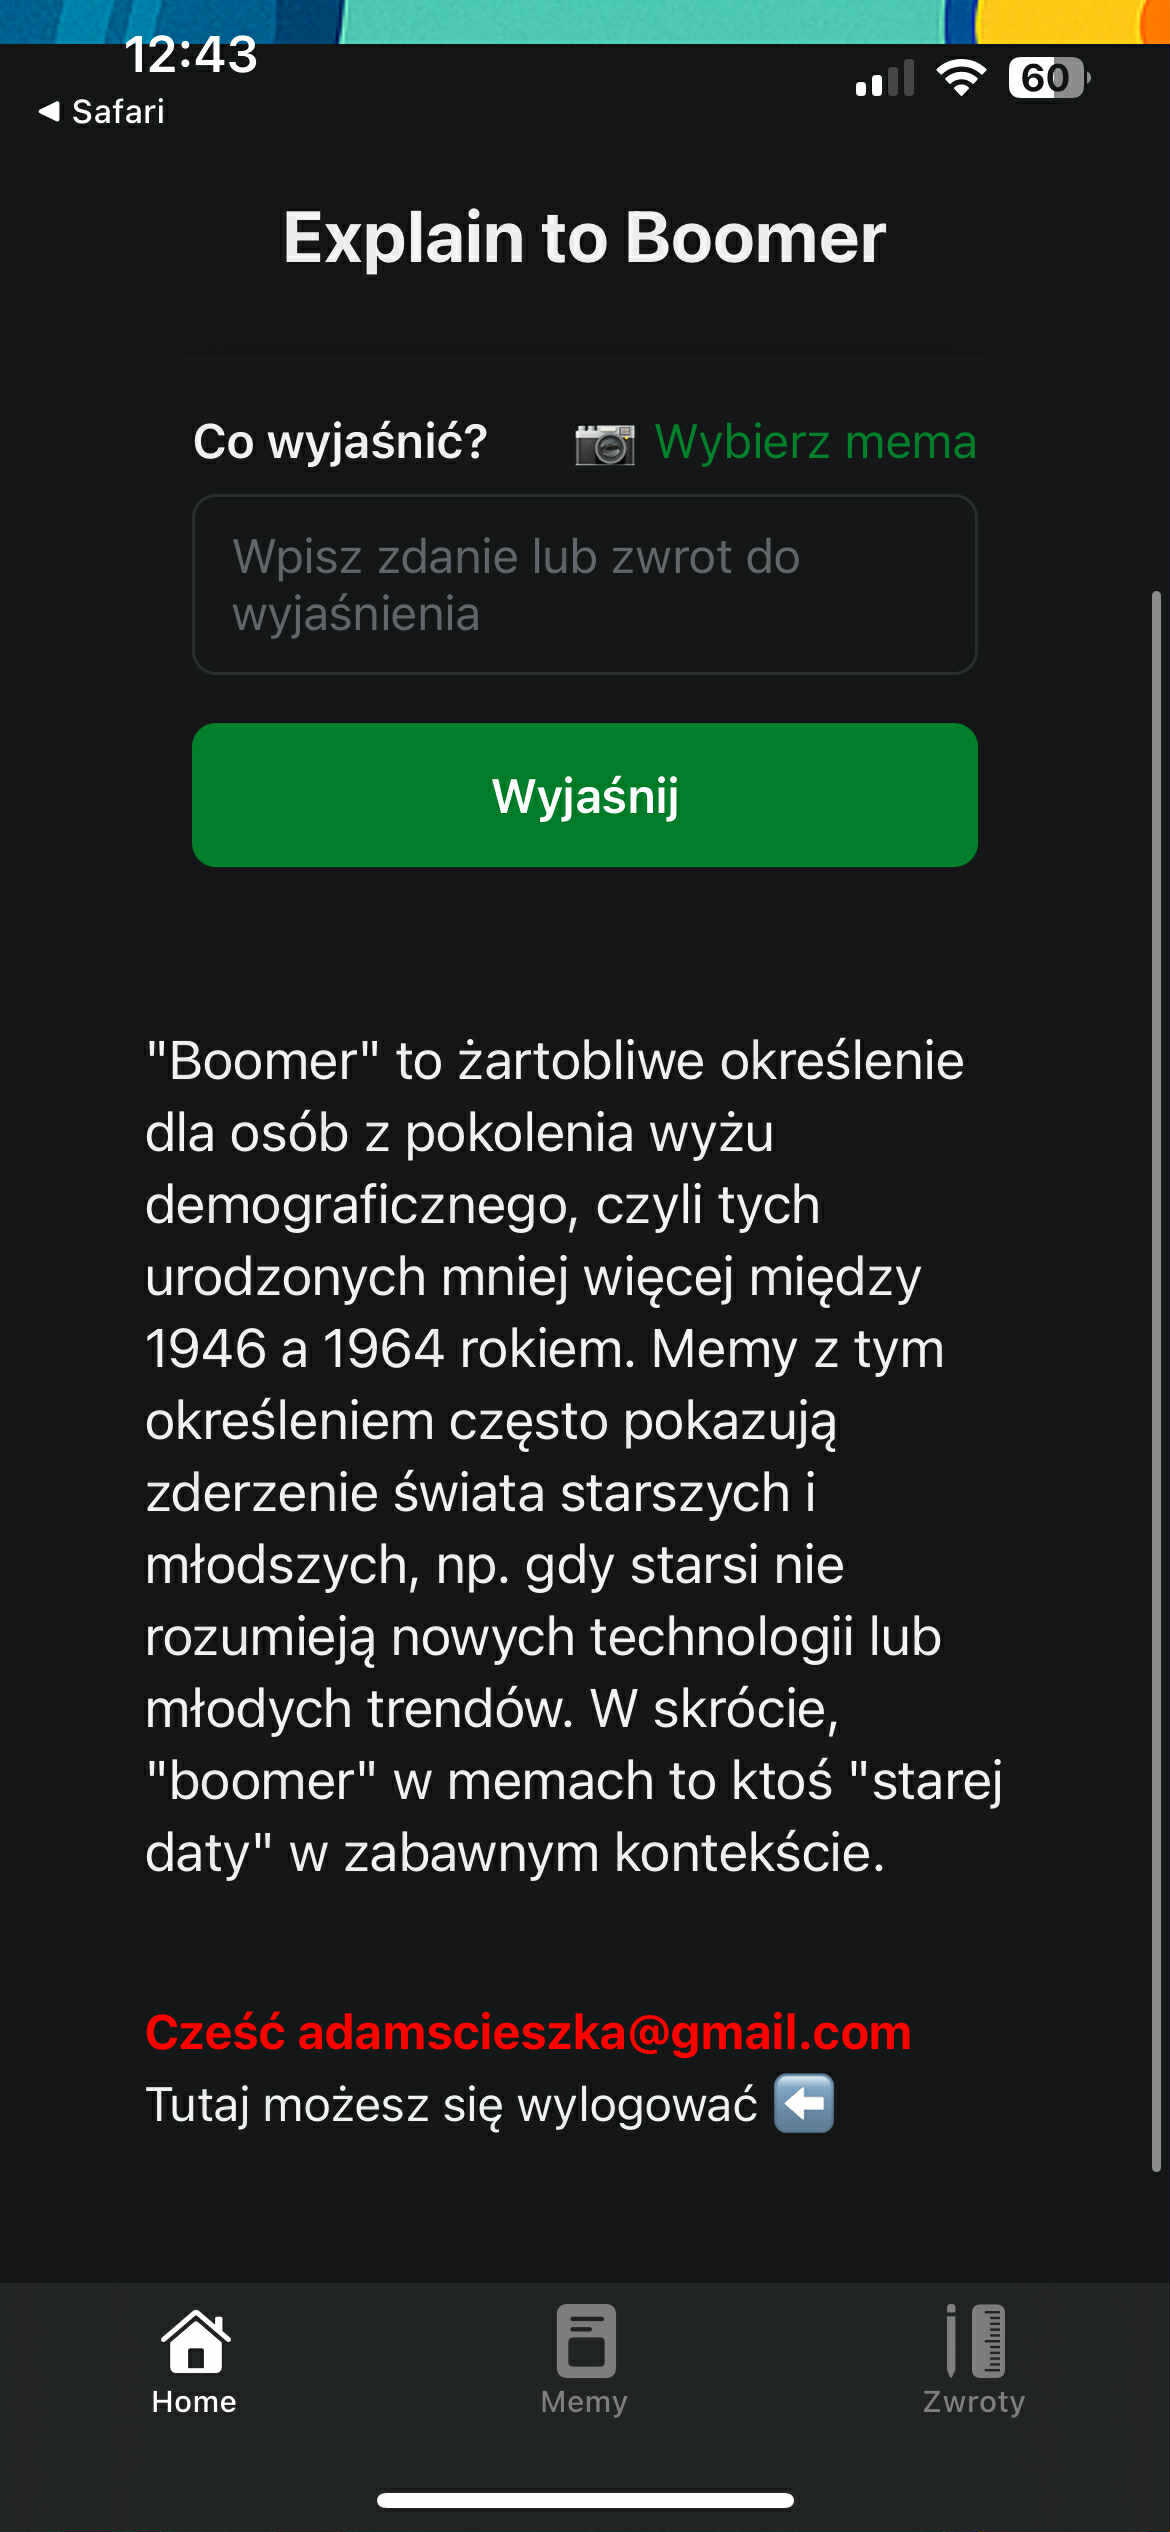 12:43
Safari
60
Explain to Boomer
Co wyjaśnić?
Wybierz mema
Wpisz zdanie lub zwrot do
wyjaśnienia
Wyjaśnij
"Boomer" to żartobliwe określenie
dla osób z pokolenia wyżu
demograficznego, czyli tych
urodzonych mniej więcej między
1946 a 1964 rokiem. Memy z tym
określeniem często pokazują
zderzenie świata starszych i
młodszych, np. gdy starsi nie
rozumieją nowych technologii lub
młodych trendów. W skrócie,
"boomer" w memach to ktoś "starej
daty" w zabawnym kontekście.
Cześć adamscieszka@gmail.com
Tutaj możesz się wylogować
Home
Memy
Zwroty